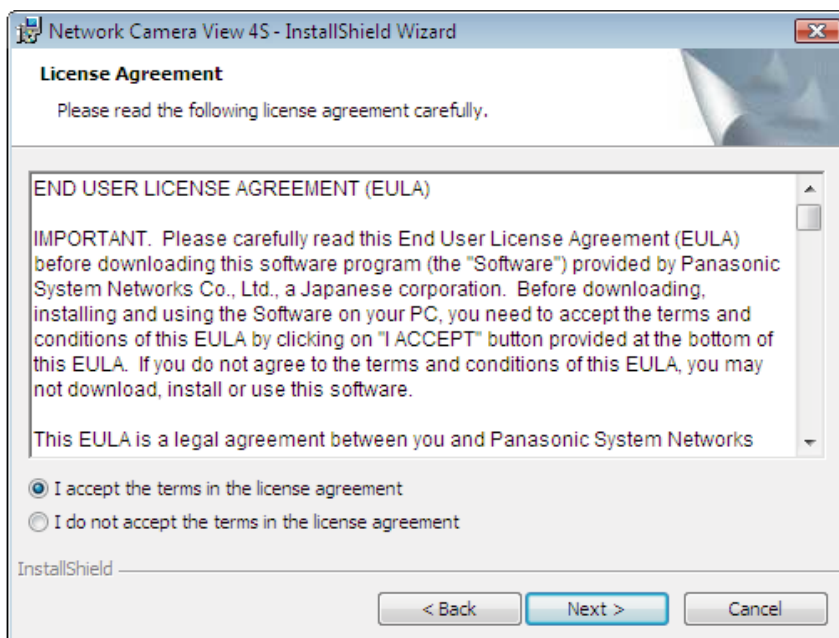 Network Camera View 4S - InstallShield Wizard
License Agreement
Please read the following license agreement carefully.
END USER LICENSE AGREEMENT (EULA)
IMPORTANT.  Please carefully read this End User License Agreement (EULA)
before downloading this software program (the "Software") provided by Panasonic
System Networks Co., Ltd., a Japanese corporation.  Before downloading,
installing and using the Software on your PC, you need to accept the terms and
conditions of this EULA by clicking on "I ACCEPT" button provided at the bottom of
this EULA.  If you do not agree to the terms and conditions of this EULA, you may
not download, install or use this software.
This EULA is a legal agreement between you and Panasonic System Networks
I accept the terms in the license agreement
I do not accept the terms in the license agreement
InstallShield
< Back
Next >
Cancel